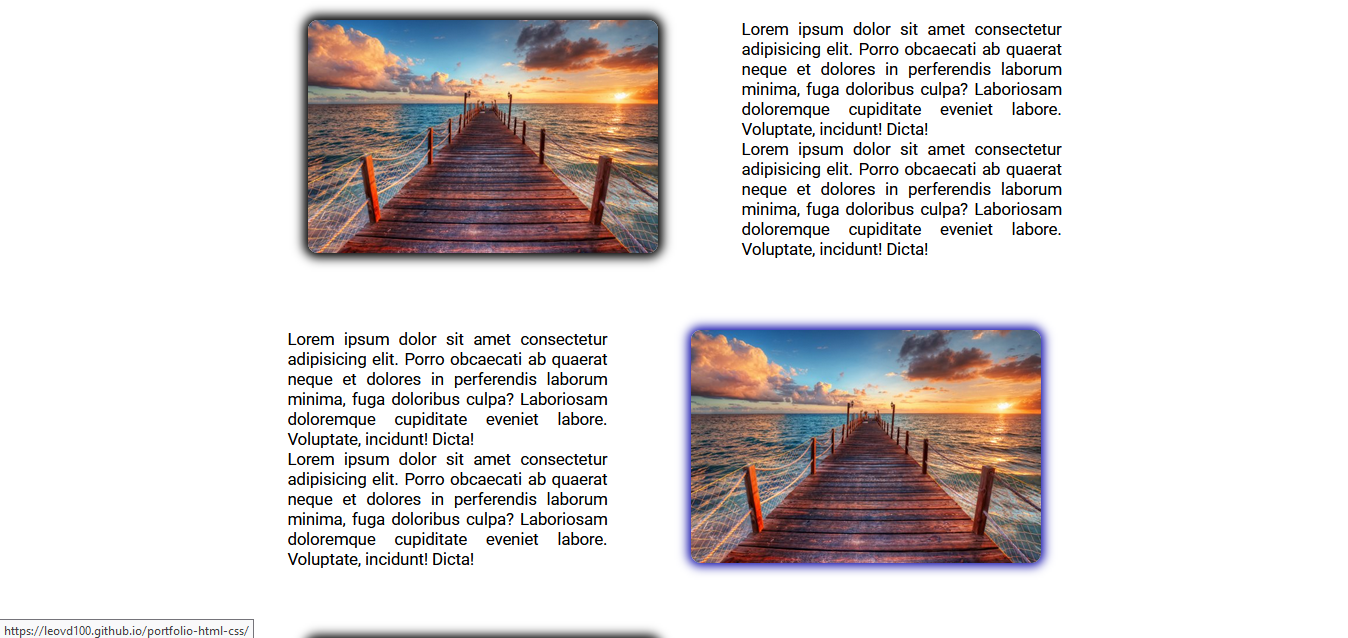 Lorem ipsum dolor sit amet consectetur
adipisicing elit. Porro obcaecati ab quaerat
neque et dolores in perferendis laborum
minima, fuga doloribus culpa? Laboriosam
doloremque cupiditate eveniet labore.
Voluptate, incidunt! Dicta!
Lorem ipsum dolor sit amet consectetur
adipisicing elit. Porro obcaecati ab quaerat
neque et dolores in perferendis laborum
minima, fuga doloribus culpa? Laboriosam
doloremque cupiditate eveniet labore.
Voluptate, incidunt! Dicta!
Lorem ipsum dolor sit amet consectetur
adipisicing elit. Porro obcaecati ab quaerat
neque et dolores in perferendis laborum
minima, fuga doloribus culpa? Laboriosam
doloremque cupiditate eveniet labore.
Voluptate, incidunt! Dicta!
Lorem ipsum dolor sit amet consectetur
adipisicing elit. Porro obcaecati ab quaerat
neque et dolores in perferendis laborum
minima, fuga doloribus culpa? Laboriosam
doloremque cupiditate eveniet labore.
Voluptate, incidunt! Dicta!
https://leovd100.github.io/portfolio-html-css/